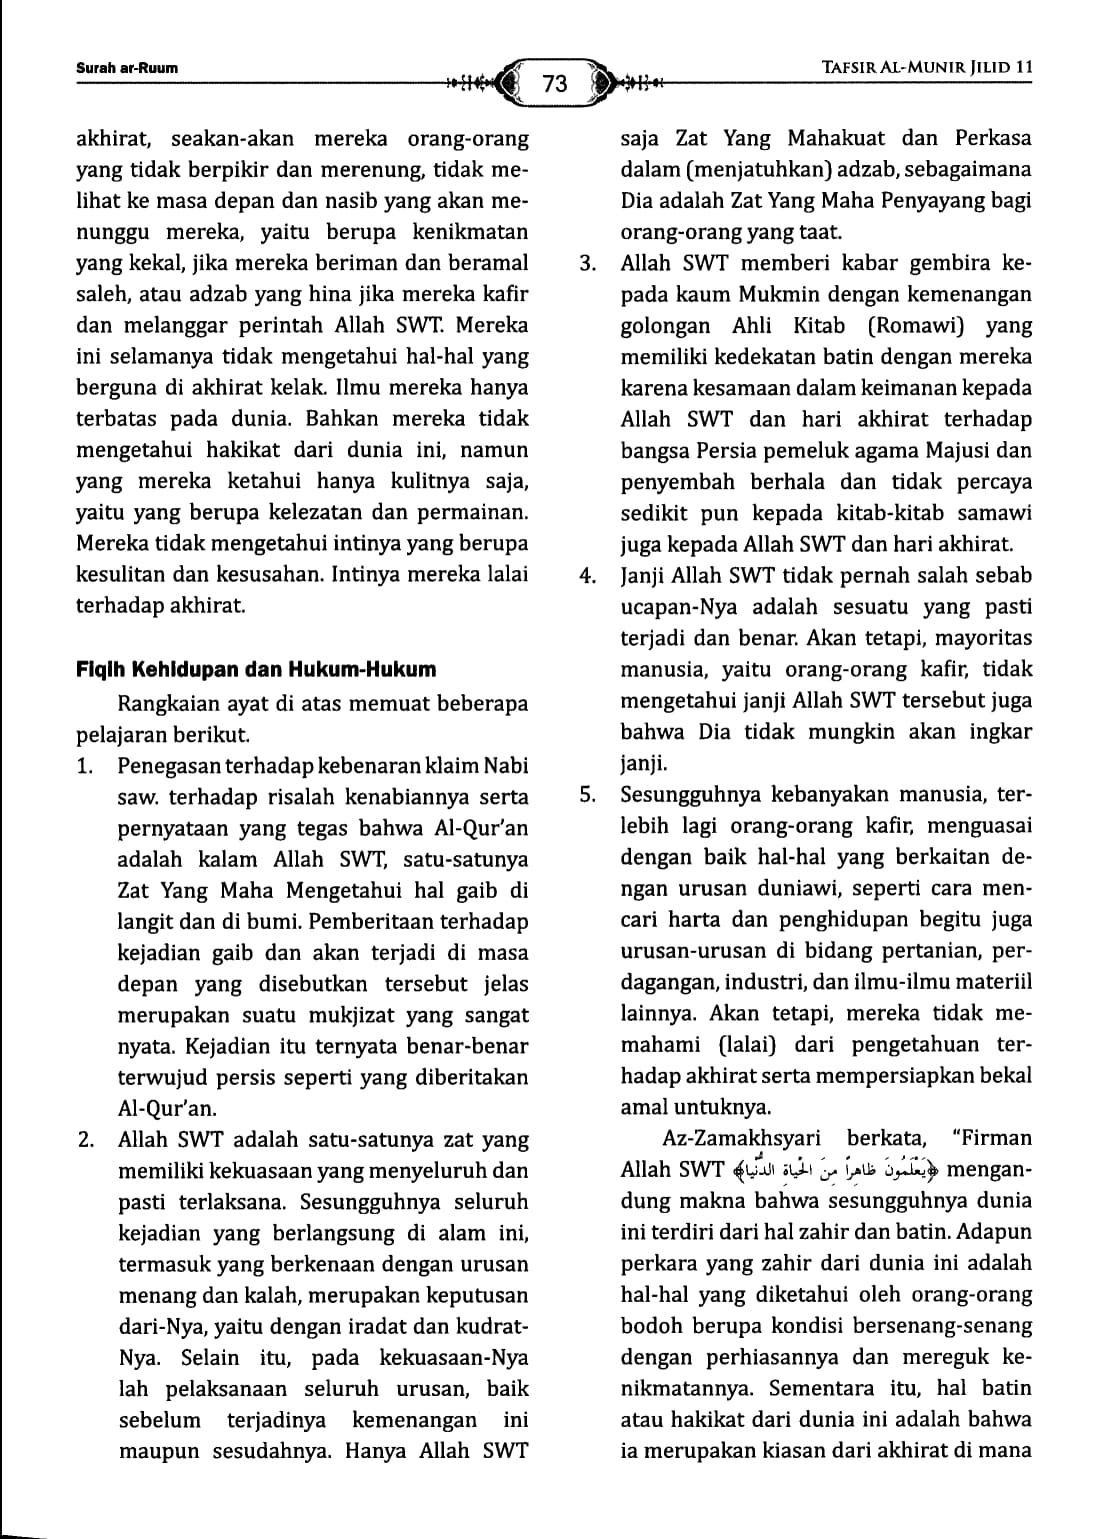 Surah ar-Ruum
73
TAFSIR AL-MUNIR JILID 11
akhirat, seakan-akan mereka orang-orang
yang tidak berpikir dan merenung, tidak me-
lihat ke masa depan dan nasib yang akan me-
nunggu mereka, yaitu berupa kenikmatan
yang kekal, jika mereka beriman dan beramal
saleh, atau adzab yang hina jika mereka kafir
dan melanggar perintah Allah SWT. Mereka
ini selamanya tidak mengetahui hal-hal yang
berguna di akhirat kelak. Ilmu mereka hanya
terbatas pada dunia. Bahkan mereka tidak
mengetahui hakikat dari dunia ini, namun
yang mereka ketahui hanya kulitnya saja,
yaitu yang berupa kelezatan dan permainan.
Mereka tidak mengetahui intinya yang berupa
kesulitan dan kesusahan. Intinya mereka lalai
terhadap akhirat.
Fiqih Kehidupan dan Hukum-Hukum
Rangkaian ayat di atas memuat beberapa
pelajaran berikut.
1. Penegasan terhadap kebenaran klaim Nabi
saw. terhadap risalah kenabiannya serta
pernyataan yang tegas bahwa Al-Qur'an
adalah kalam Allah SWT, satu-satunya
Zat Yang Maha Mengetahui hal gaib di
langit dan di bumi. Pemberitaan terhadap
kejadian gaib dan akan terjadi di masa
depan yang disebutkan tersebut jelas
merupakan suatu mukjizat yang sangat
nyata. Kejadian itu ternyata benar-benar
terwujud persis seperti yang diberitakan
Al-Qur'an.
2. Allah SWT adalah satu-satunya zat yang
memiliki kekuasaan yang menyeluruh dan
pasti terlaksana. Sesungguhnya seluruh
kejadian yang berlangsung di alam ini,
termasuk yang berkenaan dengan urusan
menang dan kalah, merupakan keputusan
dari-Nya, yaitu dengan iradat dan kudrat-
Nya. Selain itu, pada kekuasaan-Nya
lah pelaksanaan seluruh urusan, baik
sebelum terjadinya kemenangan ini
maupun sesudahnya. Hanya Allah SWT
saja Zat Yang Mahakuat dan Perkasa
dalam (menjatuhkan) adzab, sebagaimana
Dia adalah Zat Yang Maha Penyayang bagi
orang-orang yang taat.
3. Allah SWT memberi kabar gembira ke-
pada kaum Mukmin dengan kemenangan
golongan Ahli Kitab (Romawi) yang
memiliki kedekatan batin dengan mereka
karena kesamaan dalam keimanan kepada
Allah SWT dan hari akhirat terhadap
bangsa Persia pemeluk agama Majusi dan
penyembah berhala dan tidak percaya
sedikit pun kepada kitab-kitab samawi
juga kepada Allah SWT dan hari akhirat.
4. Janji Allah SWT tidak pernah salah sebab
ucapan-Nya adalah sesuatu yang pasti
terjadi dan benar. Akan tetapi, mayoritas
manusia, yaitu orang-orang kafir, tidak
mengetahui janji Allah SWT tersebut juga
bahwa Dia tidak mungkin akan ingkar
janji.
5. Sesungguhnya kebanyakan manusia, ter-
lebih lagi orang-orang kafir, menguasai
dengan baik hal-hal yang berkaitan de-
ngan urusan duniawi, seperti cara men-
cari harta dan penghidupan begitu juga
urusan-urusan di bidang pertanian, per-
dagangan, industri, dan ilmu-ilmu materiil
lainnya. Akan tetapi, mereka tidak me-
mahami (lalai) dari pengetahuan ter-
hadap akhirat serta mempersiapkan bekal
amal untuknya.
Az-Zamakhsyari berkata, "Firman
Allah SWT ﴿يَعْلَمُونَ ظَاهِراً مِنَ الْحَيَاةِ الدُّنْيَا﴾ mengan-
dung makna bahwa sesungguhnya dunia
ini terdiri dari hal zahir dan batin. Adapun
perkara yang zahir dari dunia ini adalah
hal-hal yang diketahui oleh orang-orang
bodoh berupa kondisi bersenang-senang
dengan perhiasannya dan mereguk ke-
nikmatannya. Sementara itu, hal batin
atau hakikat dari dunia ini adalah bahwa
ia merupakan kiasan dari akhirat di mana